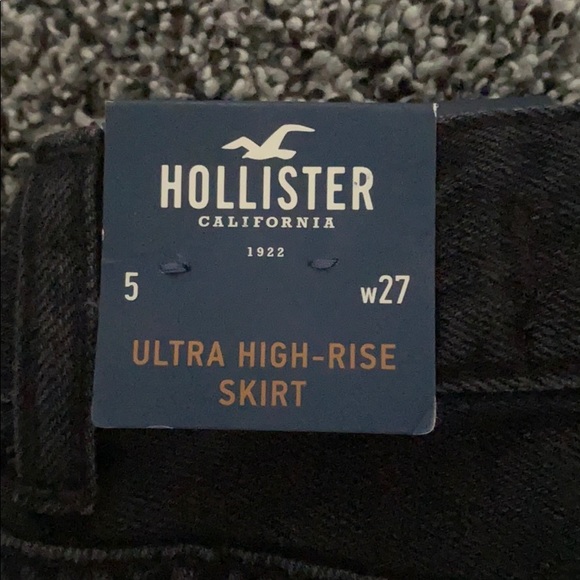 HOLLISTER
CALIFORNIA
1922
5 w27
ULTRA HIGH-RISE
SKIRT